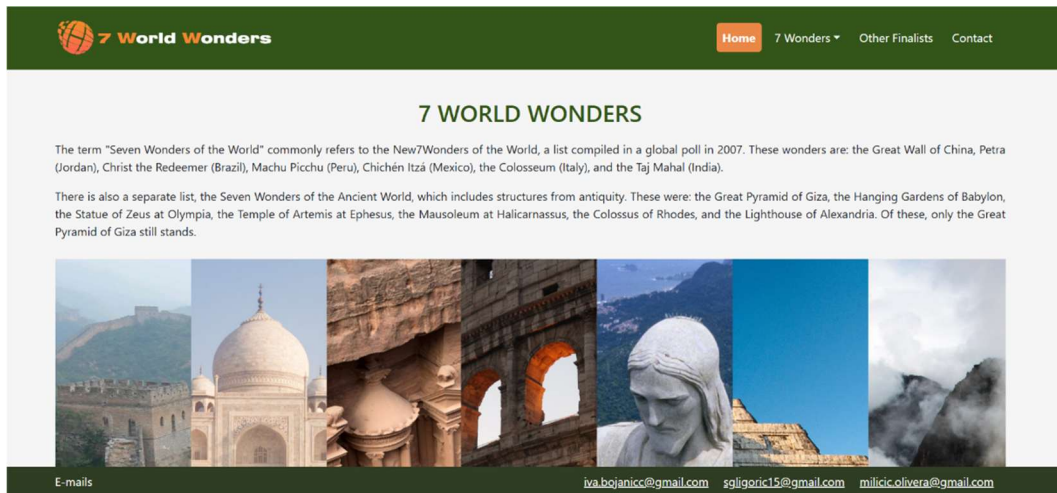 7 World Wonders
Home 7 Wonders Other Finalists Contact
7 WORLD WONDERS
The term "Seven Wonders of the World" commonly refers to the New7Wonders of the World, a list compiled in a global poll in 2007. These wonders are: the Great Wall of China, Petra
(Jordan), Christ the Redeemer (Brazil), Machu Picchu (Peru), Chichén Itzá (Mexico), the Colosseum (Italy), and the Taj Mahal (India).
There is also a separate list, the Seven Wonders of the Ancient World, which includes structures from antiquity. These were: the Great Pyramid of Giza, the Hanging Gardens of Babylon,
the Statue of Zeus at Olympia, the Temple of Artemis at Ephesus, the Mausoleum at Halicarnassus, the Colossus of Rhodes, and the Lighthouse of Alexandria. Of these, only the Great
Pyramid of Giza still stands.
E-mails iva.bojanicc@gmail.com sgligoric15@gmail.com milicic.olivera@gmail.com